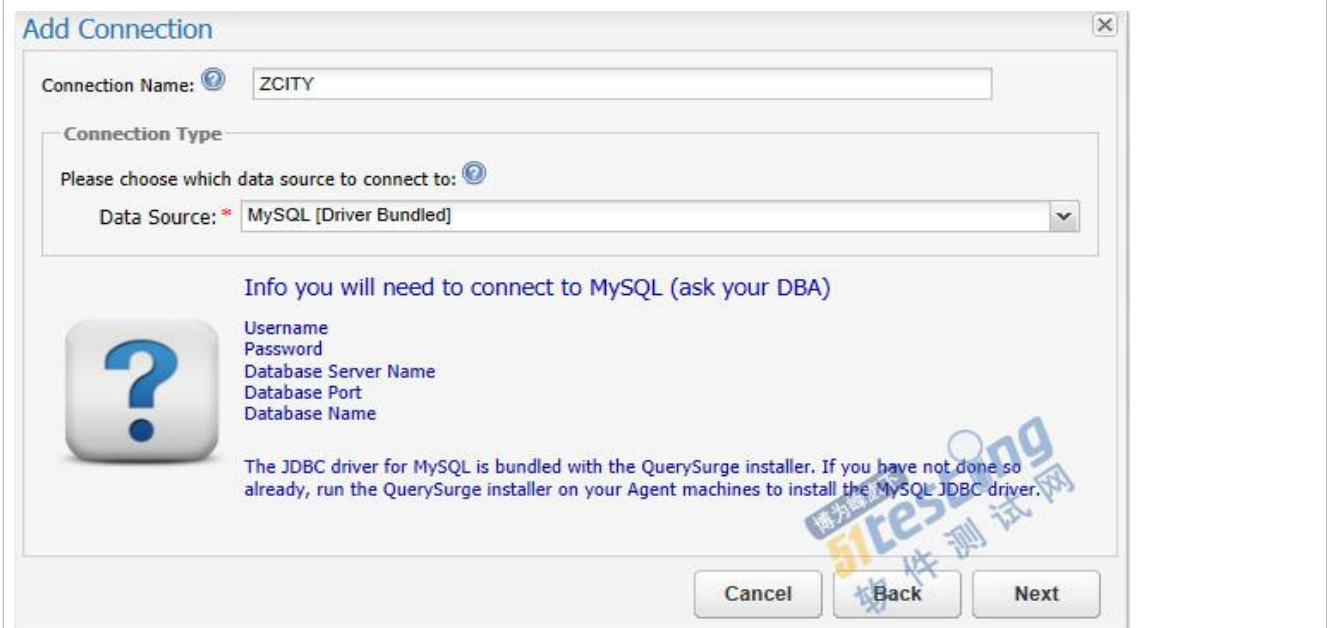 Add Connection
Connection Name:
ZCITY
Connection Type
Please choose which data source to connect to:
Data Source: * MySQL [Driver Bundled]
Info you will need to connect to MySQL (ask your DBA)
Username
Password
Database Server Name
Database Port
Database Name
The JDBC driver for MySQL is bundled with the QuerySurge installer. If you have not done so
already, run the QuerySurge installer on your Agent machines to install the MySQL JDBC driver.
51testing
软件测试网
Cancel
Back
Next